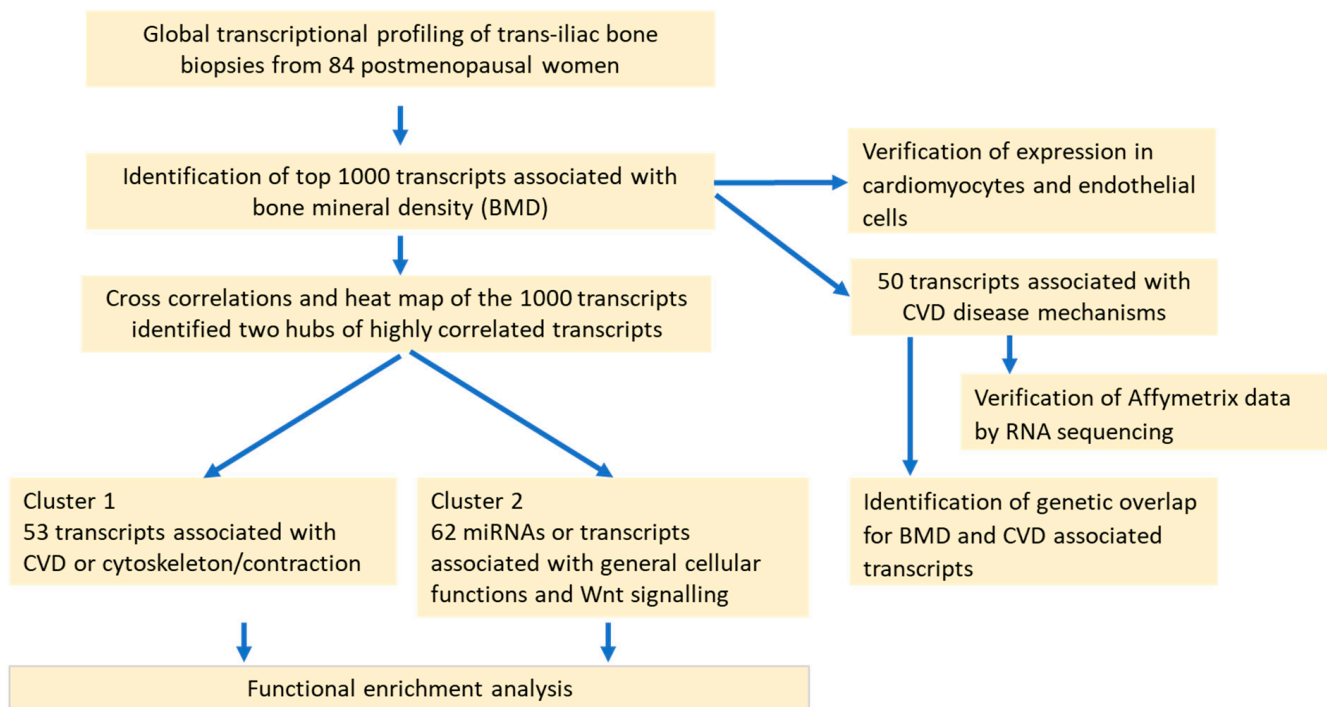 Global transcriptional profiling of trans-iliac bone
biopsies from 84 postmenopausal women
Identification of top 1000 transcripts associated with
bone mineral density (BMD)
Verification of expression in
cardiomyocytes and endothelial
cells
Cross correlations and heat map of the 1000 transcripts
identified two hubs of highly correlated transcripts
50 transcripts associated with
CVD disease mechanisms
Verification of Affymetrix data
by RNA sequencing
Cluster 1
53 transcripts associated with
CVD or cytoskeleton/contraction
Cluster 2
62 miRNAs or transcripts
associated with general cellular
functions and Wnt signalling
Identification of genetic overlap
for BMD and CVD associated
transcripts
Functional enrichment analysis